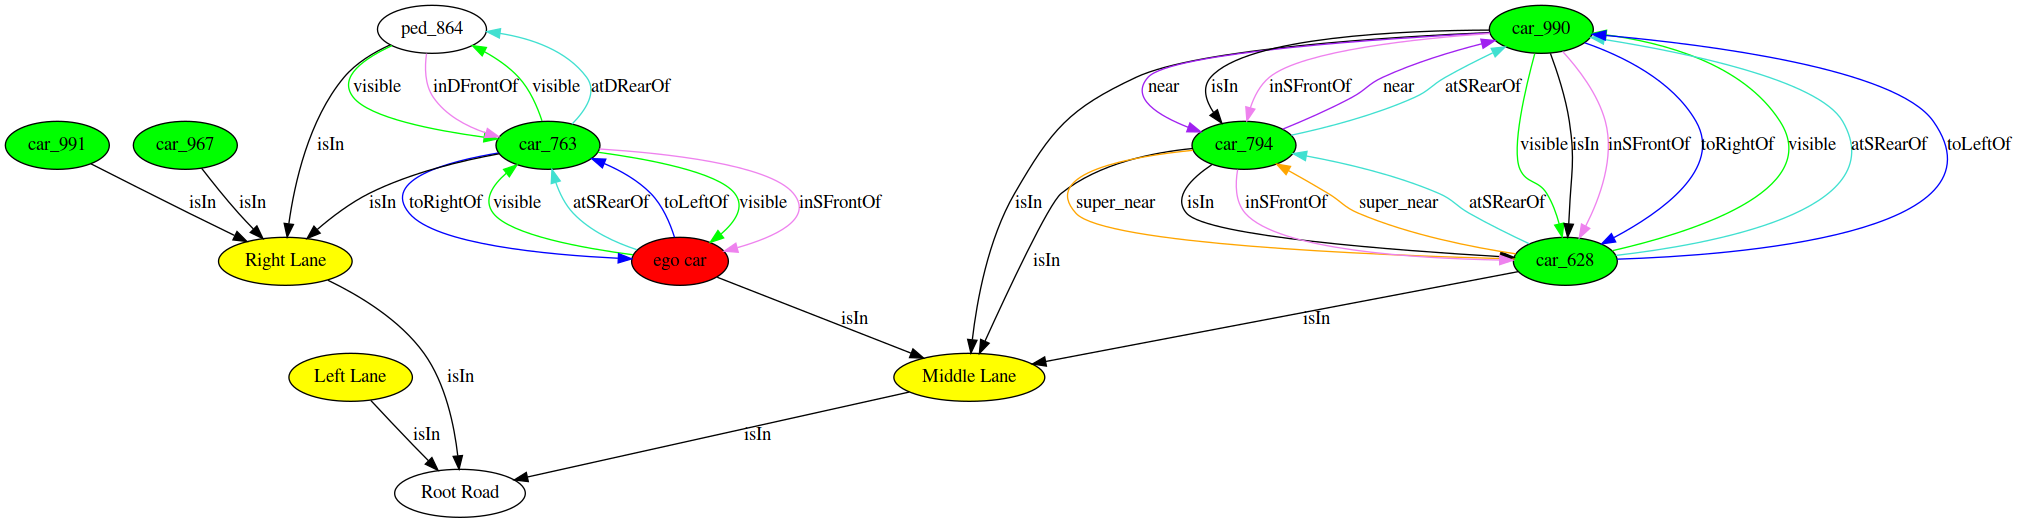 ped_864
car_990
visible
inDFrontOf
visible
atDRearOf
near
isIn
inSFrontOf
near
atSRearOf
car_991
car_967
isIn
car_763
car_794
visible
isIn
inSFrontOf
toRightOf
visible
atSRearOf
toLeftOf
isIn
isIn
isIn
toRightOf
visible
atSRearOf
toLeftOf
visible
inSFrontOf
isIn
super_near
isIn
inSFrontOf
super_near
atSRearOf
Right Lane
ego car
isIn
car_628
isIn
isIn
Left Lane
isIn
Middle Lane
isIn
isIn
Root Road